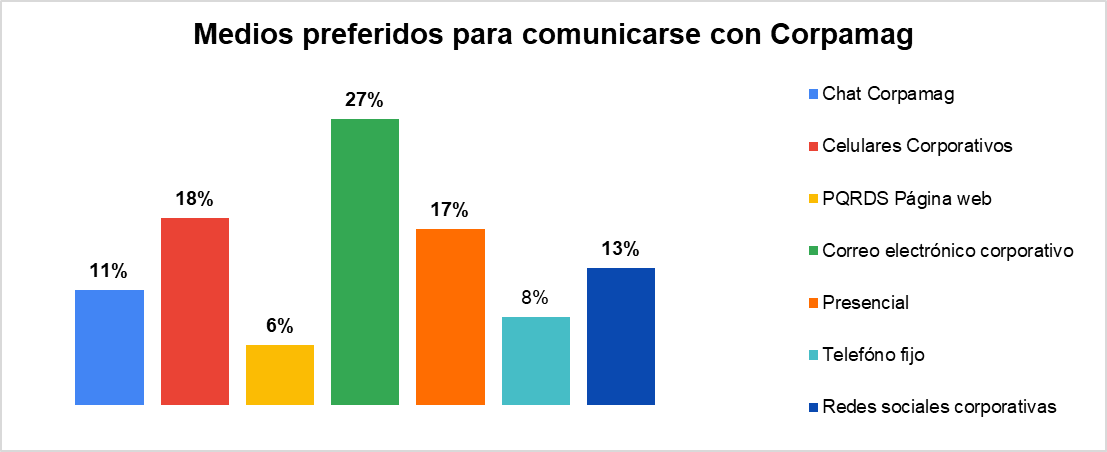 Medios preferidos para comunicarse con Corpamag
27%
18%
17%
13%
11%
8%
6%
Chat Corpamag
Celulares Corporativos
PQRDS Página web
Correo electrónico corporativo
Presencial
Telefóno fijo
Redes sociales corporativas